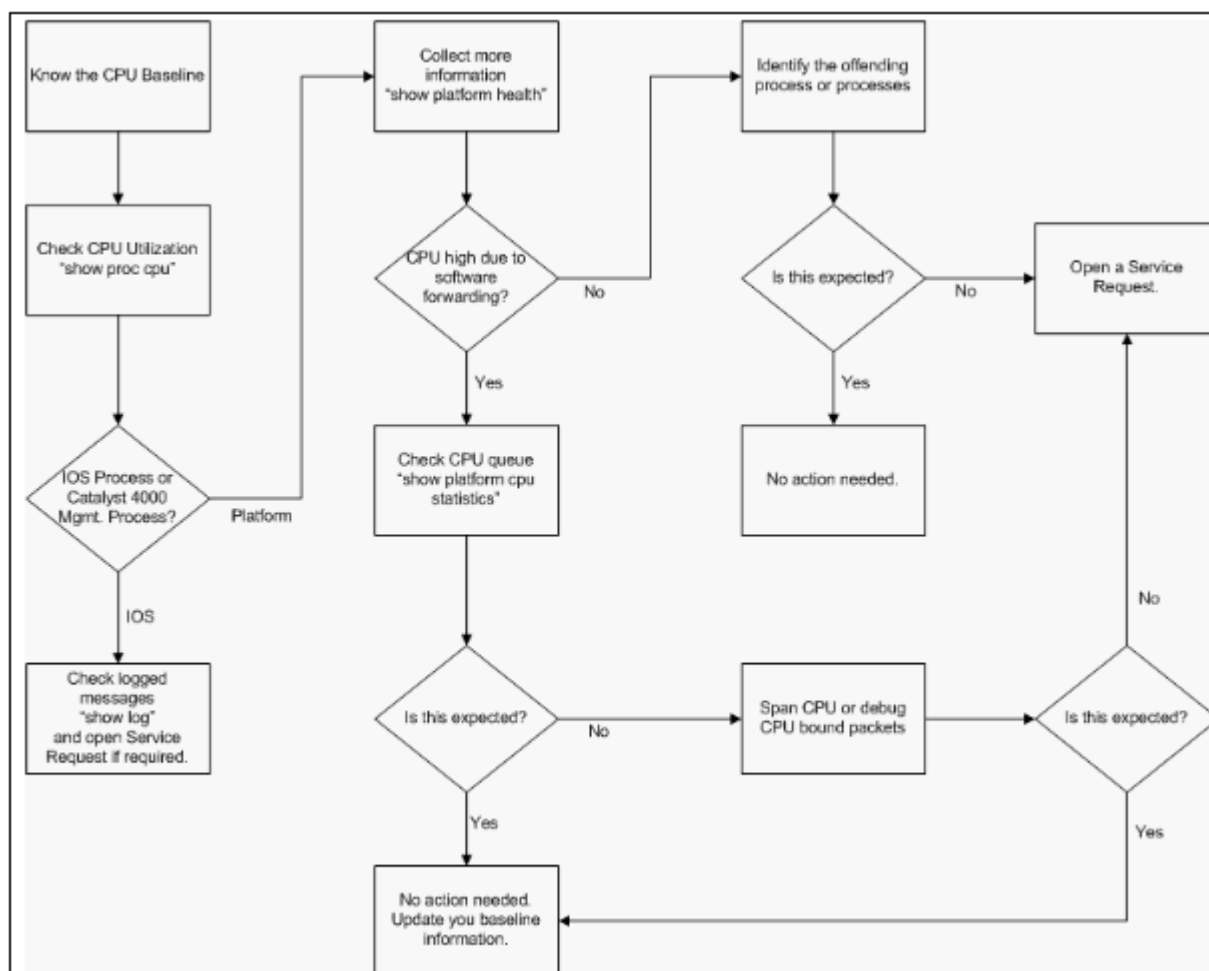 Know the CPU Baseline
Check CPU Utilization
“show proc cpu”
IOS Process or
Catalyst 4000
Mgmt. Process?
Platform
IOS
Check logged
messages
“show log”
and open Service
Request if required.
Collect more
information
“show platform health”
CPU high due to
software
forwarding?
No
Yes
Check CPU queue
“show platform cpu
statistics”
Is this expected?
No
Yes
No action needed.
Update you baseline
information.
Identify the offending
process or processes
Is this expected?
No
Yes
No action needed.
Span CPU or debug
CPU bound packets
Open a Service
Request.
No
Is this expected?
Yes